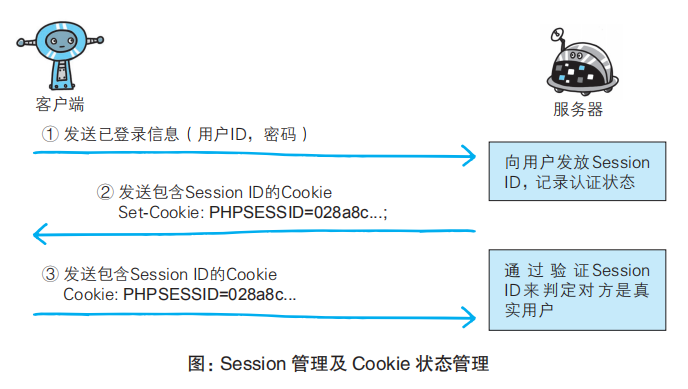 客户端
服务器
① 发送已登录信息（用户ID，密码）
向用户发放Session
ID，记录认证状态
② 发送包含Session ID的Cookie
Set-Cookie: PHPSESSID=028a8c...;
③ 发送包含Session ID的Cookie
Cookie: PHPSESSID=028a8c...
通过验证Session
ID来判定对方是真
实用户
图：Session 管理及 Cookie 状态管理